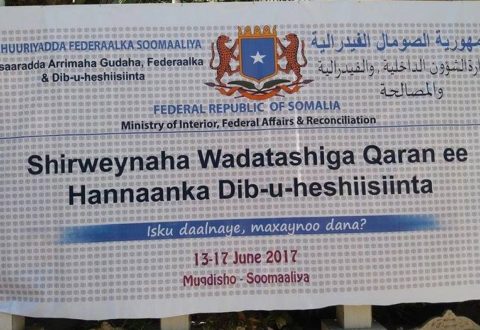 HUURIYADDA FEDERAALKA SOOMAALIYA
saaradda Arrimaha Gudaha, Federaalka
& Dib-u-heshiisiinta
مهورية الصومال الفيدرالية
ارة الشؤون الداخلية والفيدرالية
والمصالحة
FEDERAL REPUBLIC OF SOMALIA
Ministry of Interior, Federal Affairs & Reconciliation
Shirweynaha Wadatashiga Qaran ee
Hannaanka Dib-u-heshiisiinta
Isku daalnaye, maxaynoo dana?
13-17 June 2017
Muqdisho - Soomaaliya